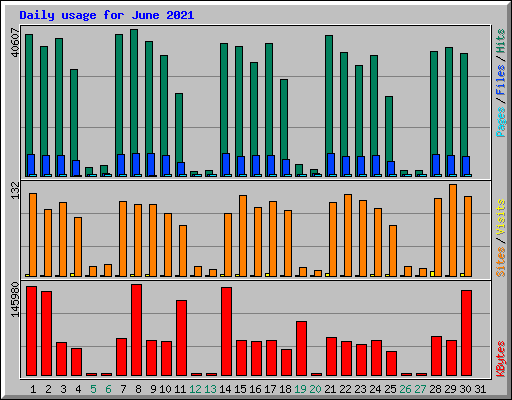 Daily usage for June 2021
40607
Pages / Files / Hits
132
Sites / Visits
145980
KBytes
1 2 3 4 5 6 7 8 9 10 11 12 13 14 15 16 17 18 19 20 21 22 23 24 25 26 27 28 29 30 31